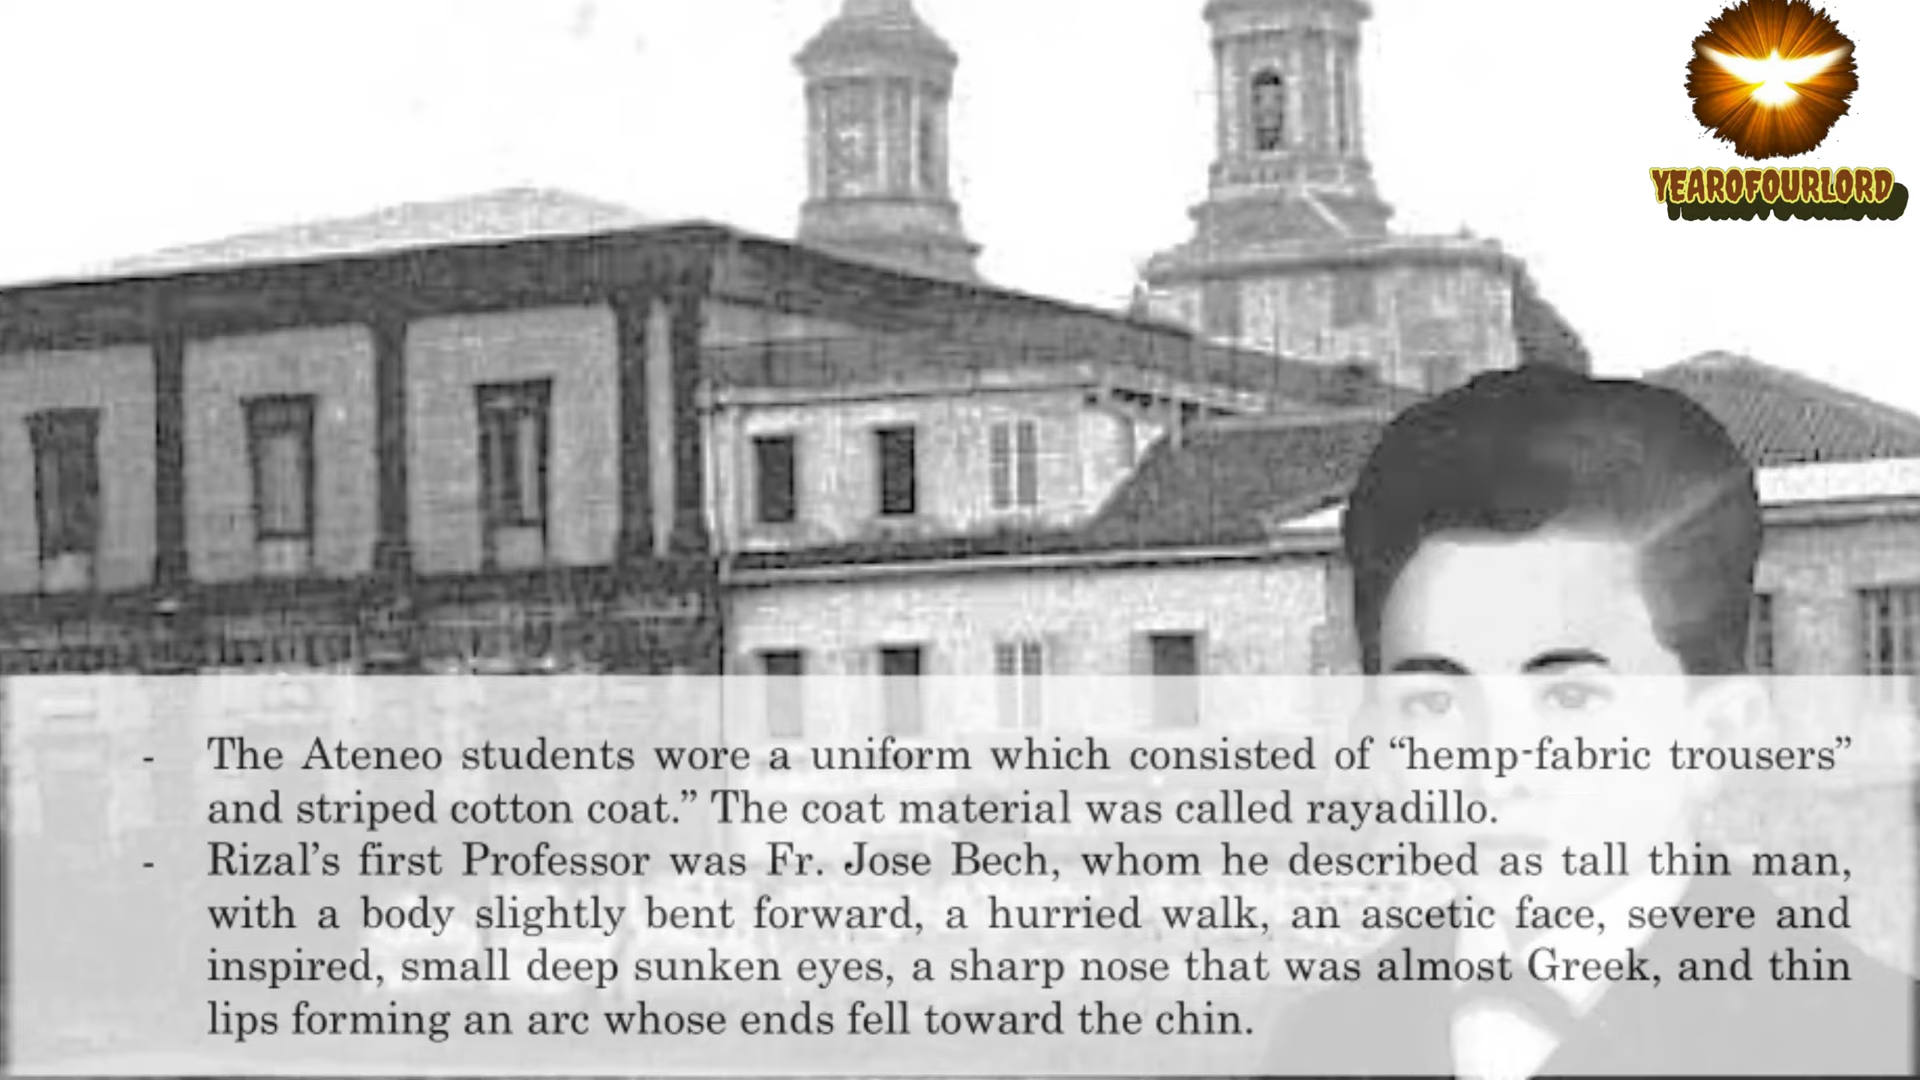 YEAROFOURLORD
- The Ateneo students wore a uniform which consisted of “hemp-fabric trousers”
and striped cotton coat.” The coat material was called rayadillo.
- Rizal’s first Professor was Fr. Jose Bech, whom he described as tall thin man,
with a body slightly bent forward, a hurried walk, an ascetic face, severe and
inspired, small deep sunken eyes, a sharp nose that was almost Greek, and thin
lips forming an arc whose ends fell toward the chin.